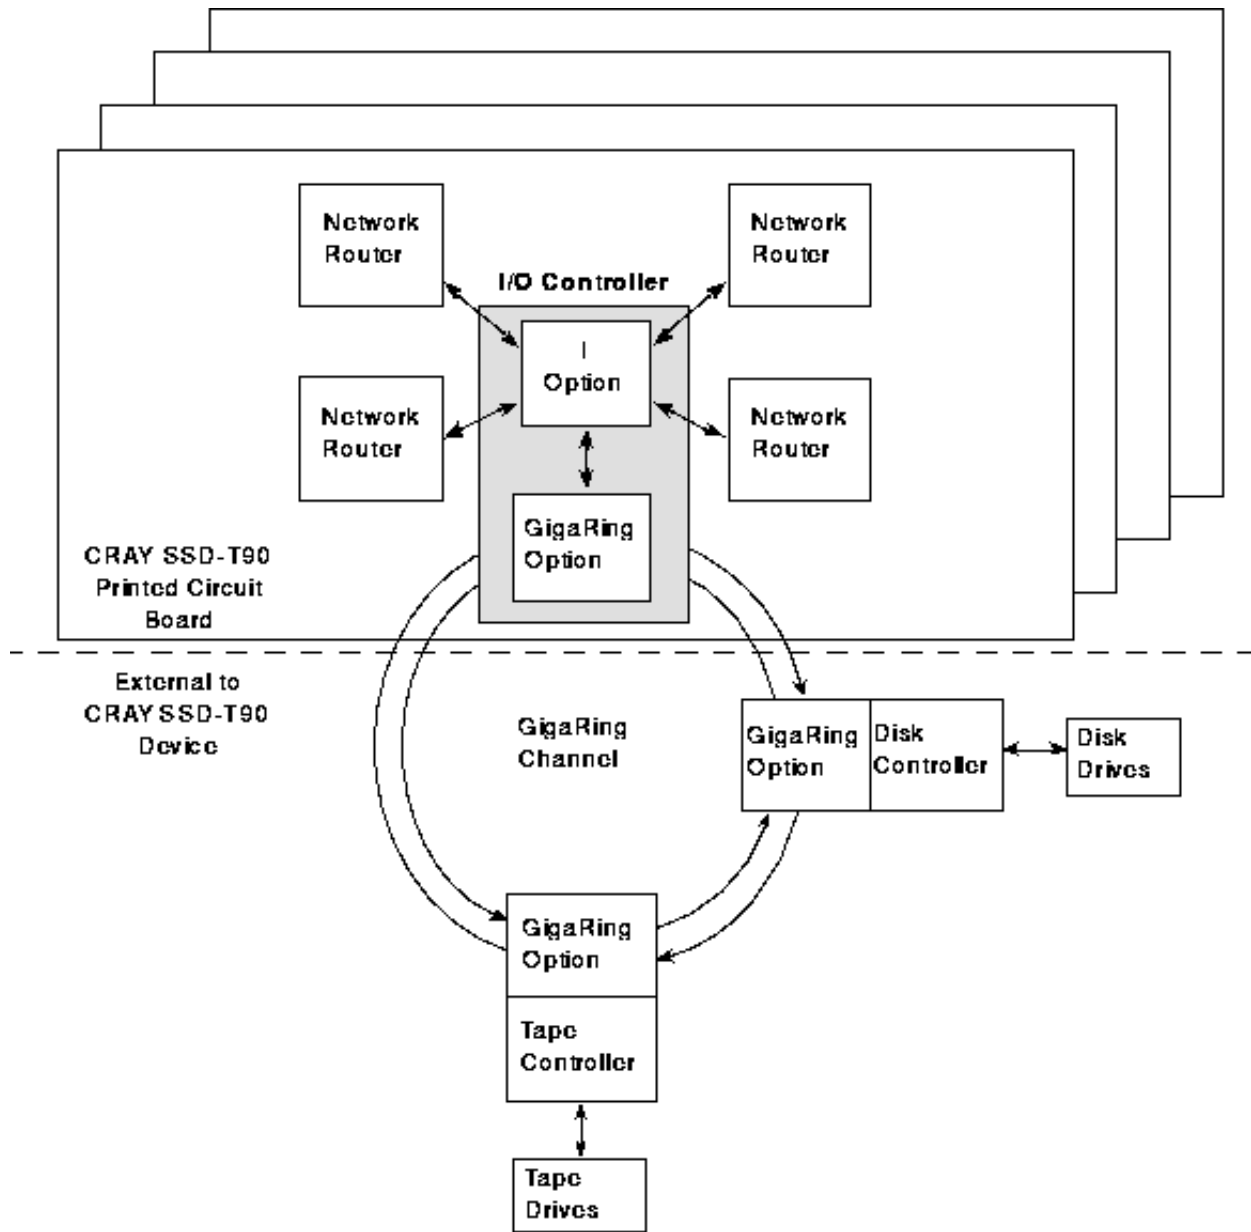 Network
Router
Network
Router
I/O Controller
I
Option
Network
Router
Network
Router
GigaRing
Option
CRAY SSD-T90
Printed Circuit
Board
External to
CRAY SSD-T90
Device
GigaRing
Channel
GigaRing
Option
Disk
Controller
Disk
Drives
GigaRing
Option
Tape
Controller
Tape
Drives